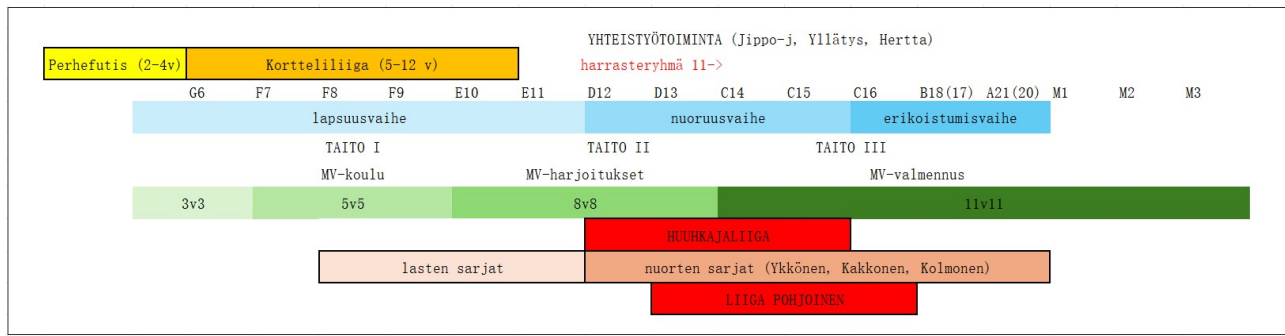 YHTEISTYÖTOIMINTA (Jippo-j, Yllätys, Hertta)
Perhefutis (2-4v) Kortteliliiga (5-12 v) harrasteryhmä 11->
G6 F7 F8 F9 E10 E11 D12 D13 C14 C15 C16 B18(17) A21(20) M1 M2 M3
lapsuusvaihe nuoruusvaihe erikoistumisvaihe
TAITO I TAITO II TAITO III
MV-koulu MV-harjoitukset MV-valmennus
3v3 5v5 8v8 11v11
HUUHKAJALIIGA
lasten sarjat nuorten sarjat (Ykkönen, Kakkonen, Kolmonen)
LIIGA POHJOINEN